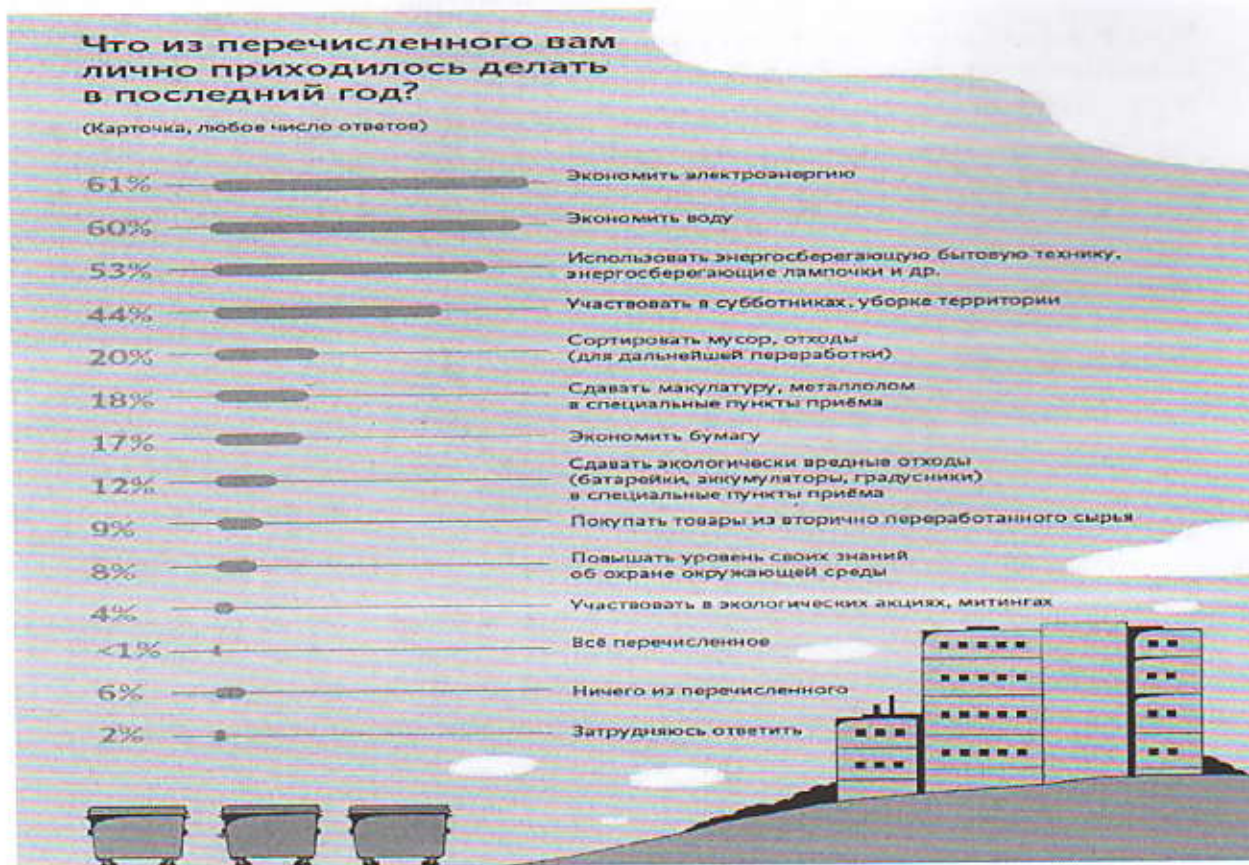 Что из перечисленного вам
лично приходилось делать
в последний год?
(Карточка, любое число ответов)
61% Экономить электроэнергию
60% Экономить воду
53% Использовать энергосберегающую бытовую технику,
энергосберегающие лампочки и др.
44% Участвовать в субботниках, уборке территории
20% Сортировать мусор, отходы
(для дальнейшей переработки)
18% Сдавать макулатуру, металлолом
в специальные пункты приёма
17% Экономить бумагу
12% Сдавать экологически вредные отходы
(батарейки, аккумуляторы, градусники)
в специальные пункты приёма
9% Покупать товары из вторично переработанного сырья
8% Повышать уровень своих знаний
об охране окружающей среды
4% Участвовать в экологических акциях, митингах
<1% Всё перечисленное
6% Ничего из перечисленного
2% Затрудняюсь ответить